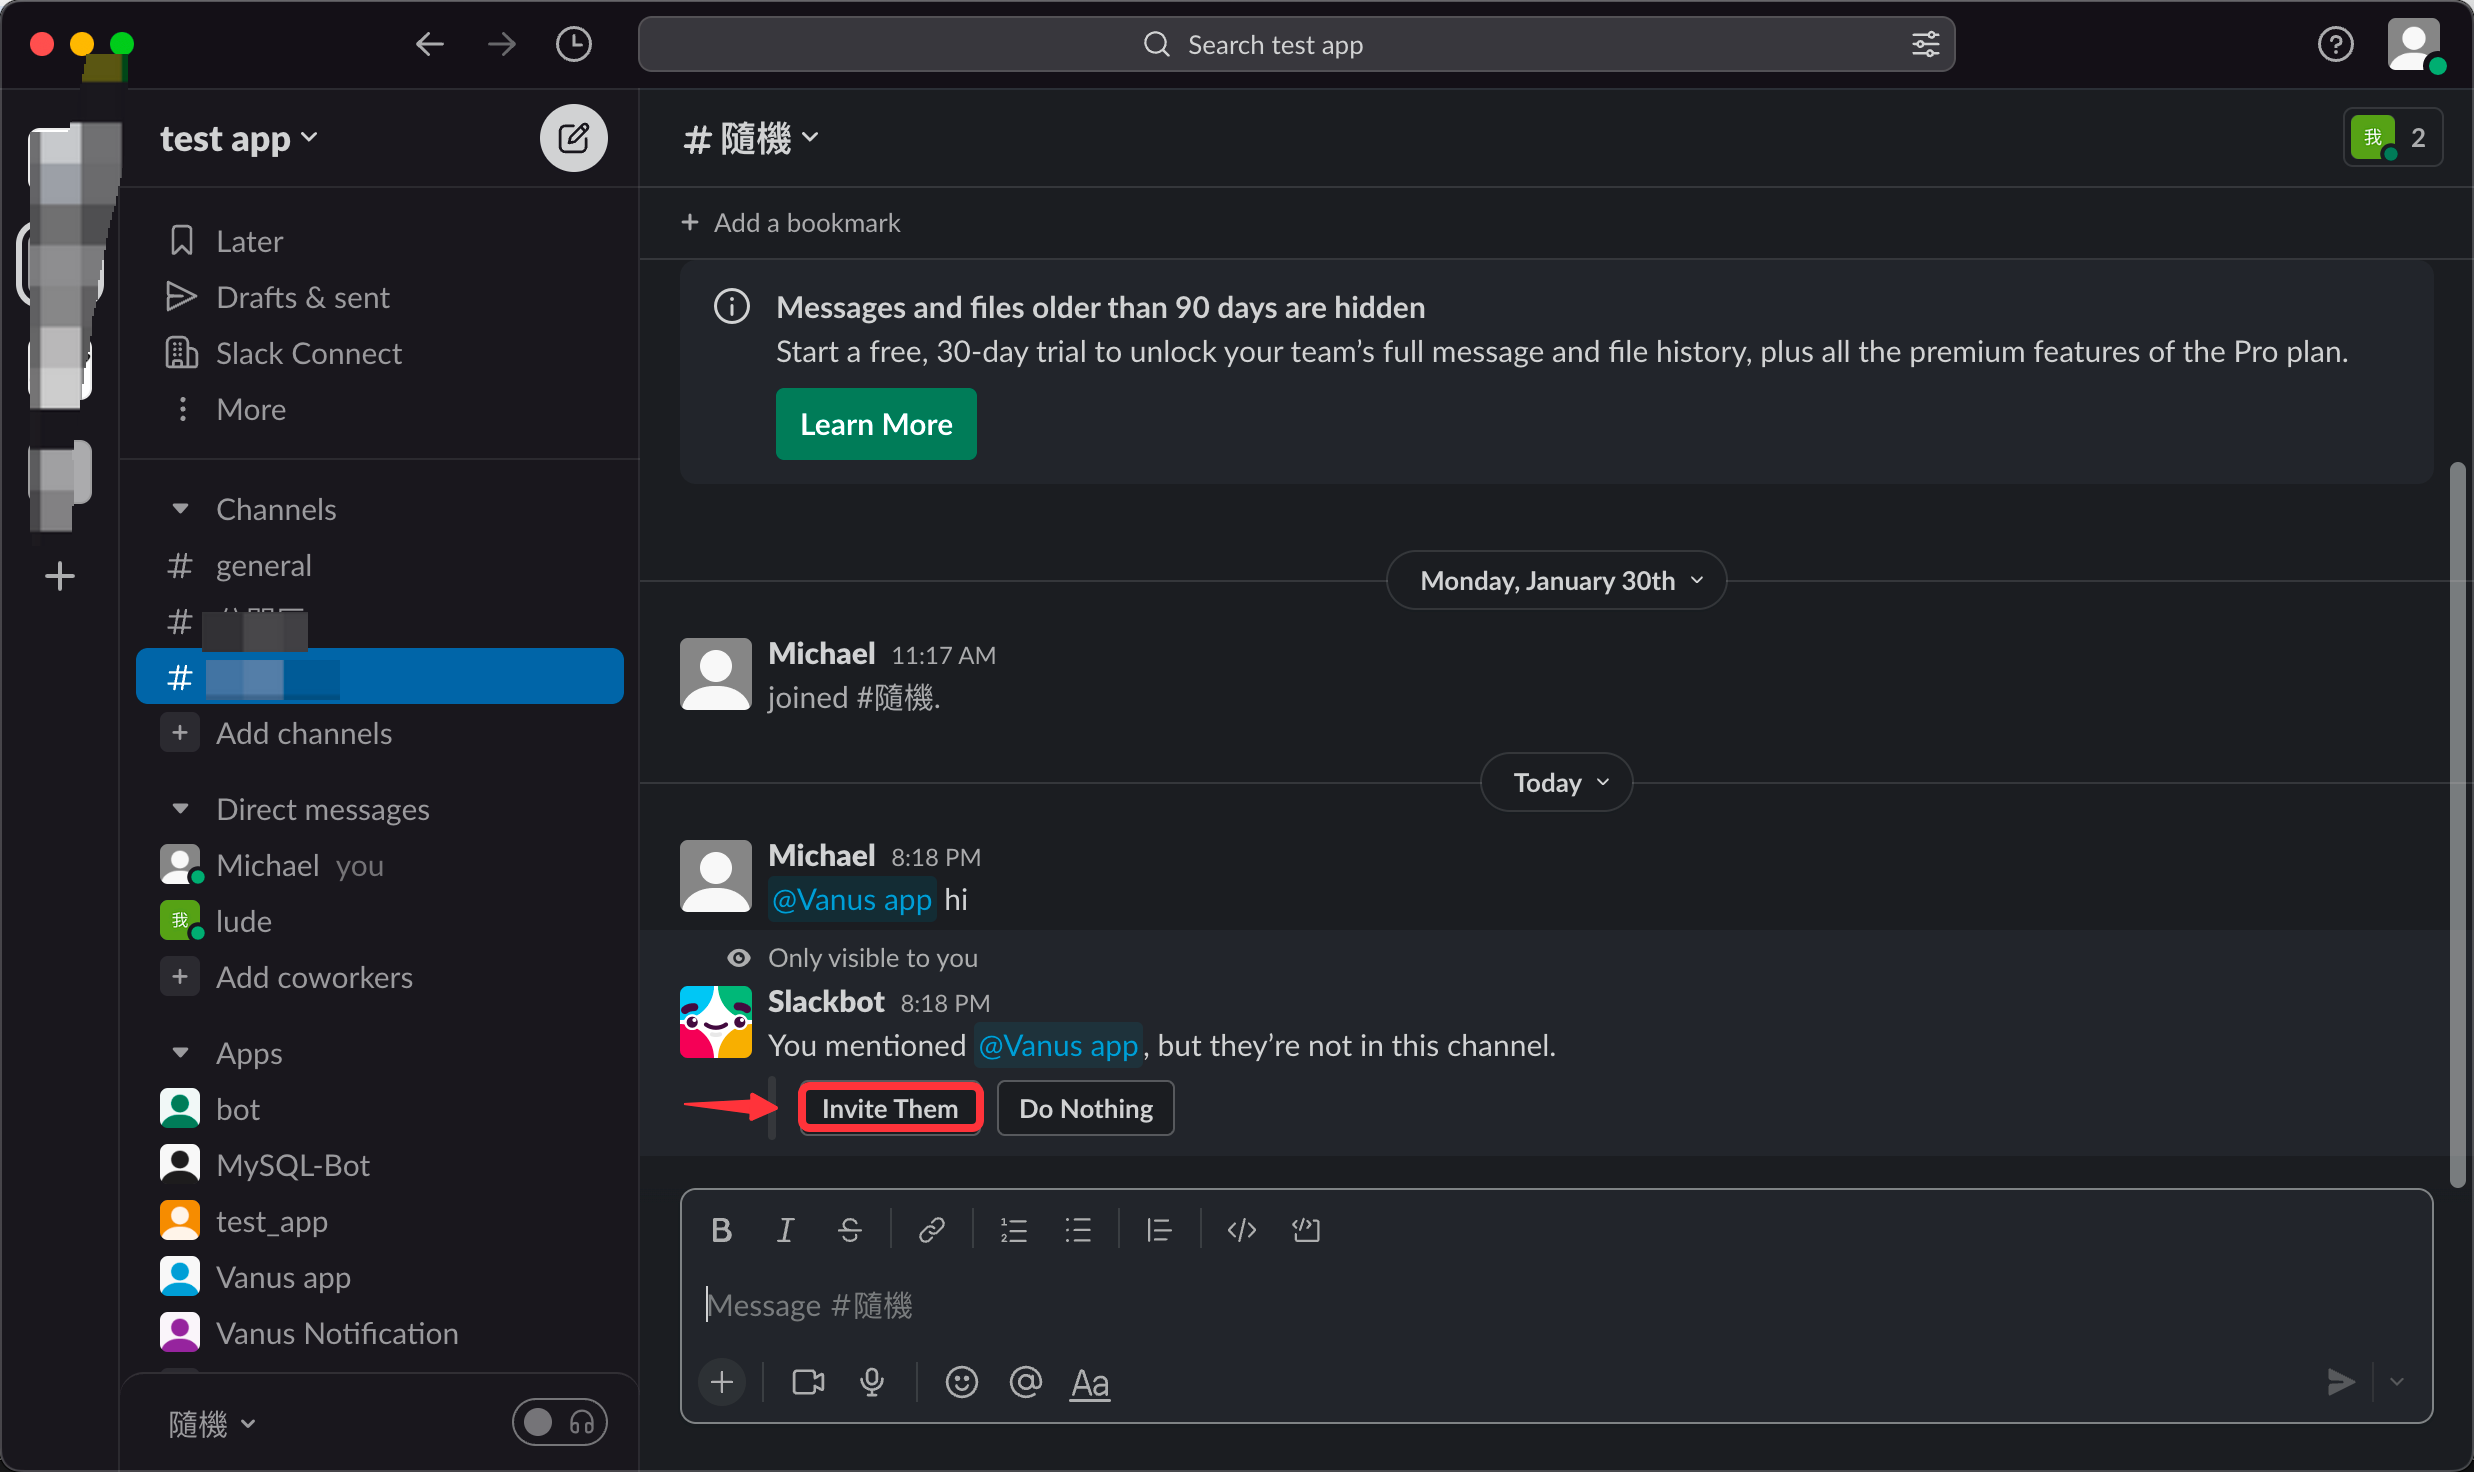 Search test app
test app
Later
Drafts & sent
Slack Connect
More
Channels
# general
#
#
Add channels
Direct messages
Michael you
我 lude
Add coworkers
Apps
bot
MySQL-Bot
test_app
Vanus app
Vanus Notification
隨機
# 隨機
我 2
+ Add a bookmark
Messages and files older than 90 days are hidden
Start a free, 30-day trial to unlock your team’s full message and file history, plus all the premium features of the Pro plan.
Learn More
Monday, January 30th
Michael 11:17 AM
joined #隨機.
Today
Michael 8:18 PM
@Vanus app hi
Only visible to you
Slackbot 8:18 PM
You mentioned @Vanus app, but they’re not in this channel.
Invite Them Do Nothing
Message #隨機
Aa